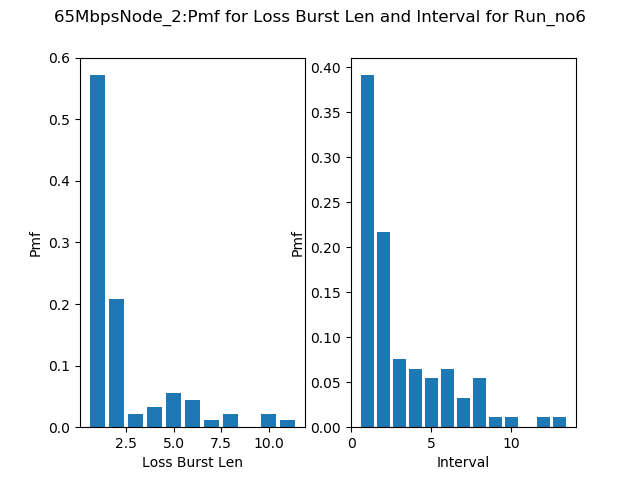 65MbpsNode_2:Pmf for Loss Burst Len and Interval for Run_no6
Pmf
0.6
0.5
0.4
0.3
0.2
0.1
0.0
2.5 5.0 7.5 10.0
Loss Burst Len
Pmf
0.40
0.35
0.30
0.25
0.20
0.15
0.10
0.05
0.00
0 5 10
Interval